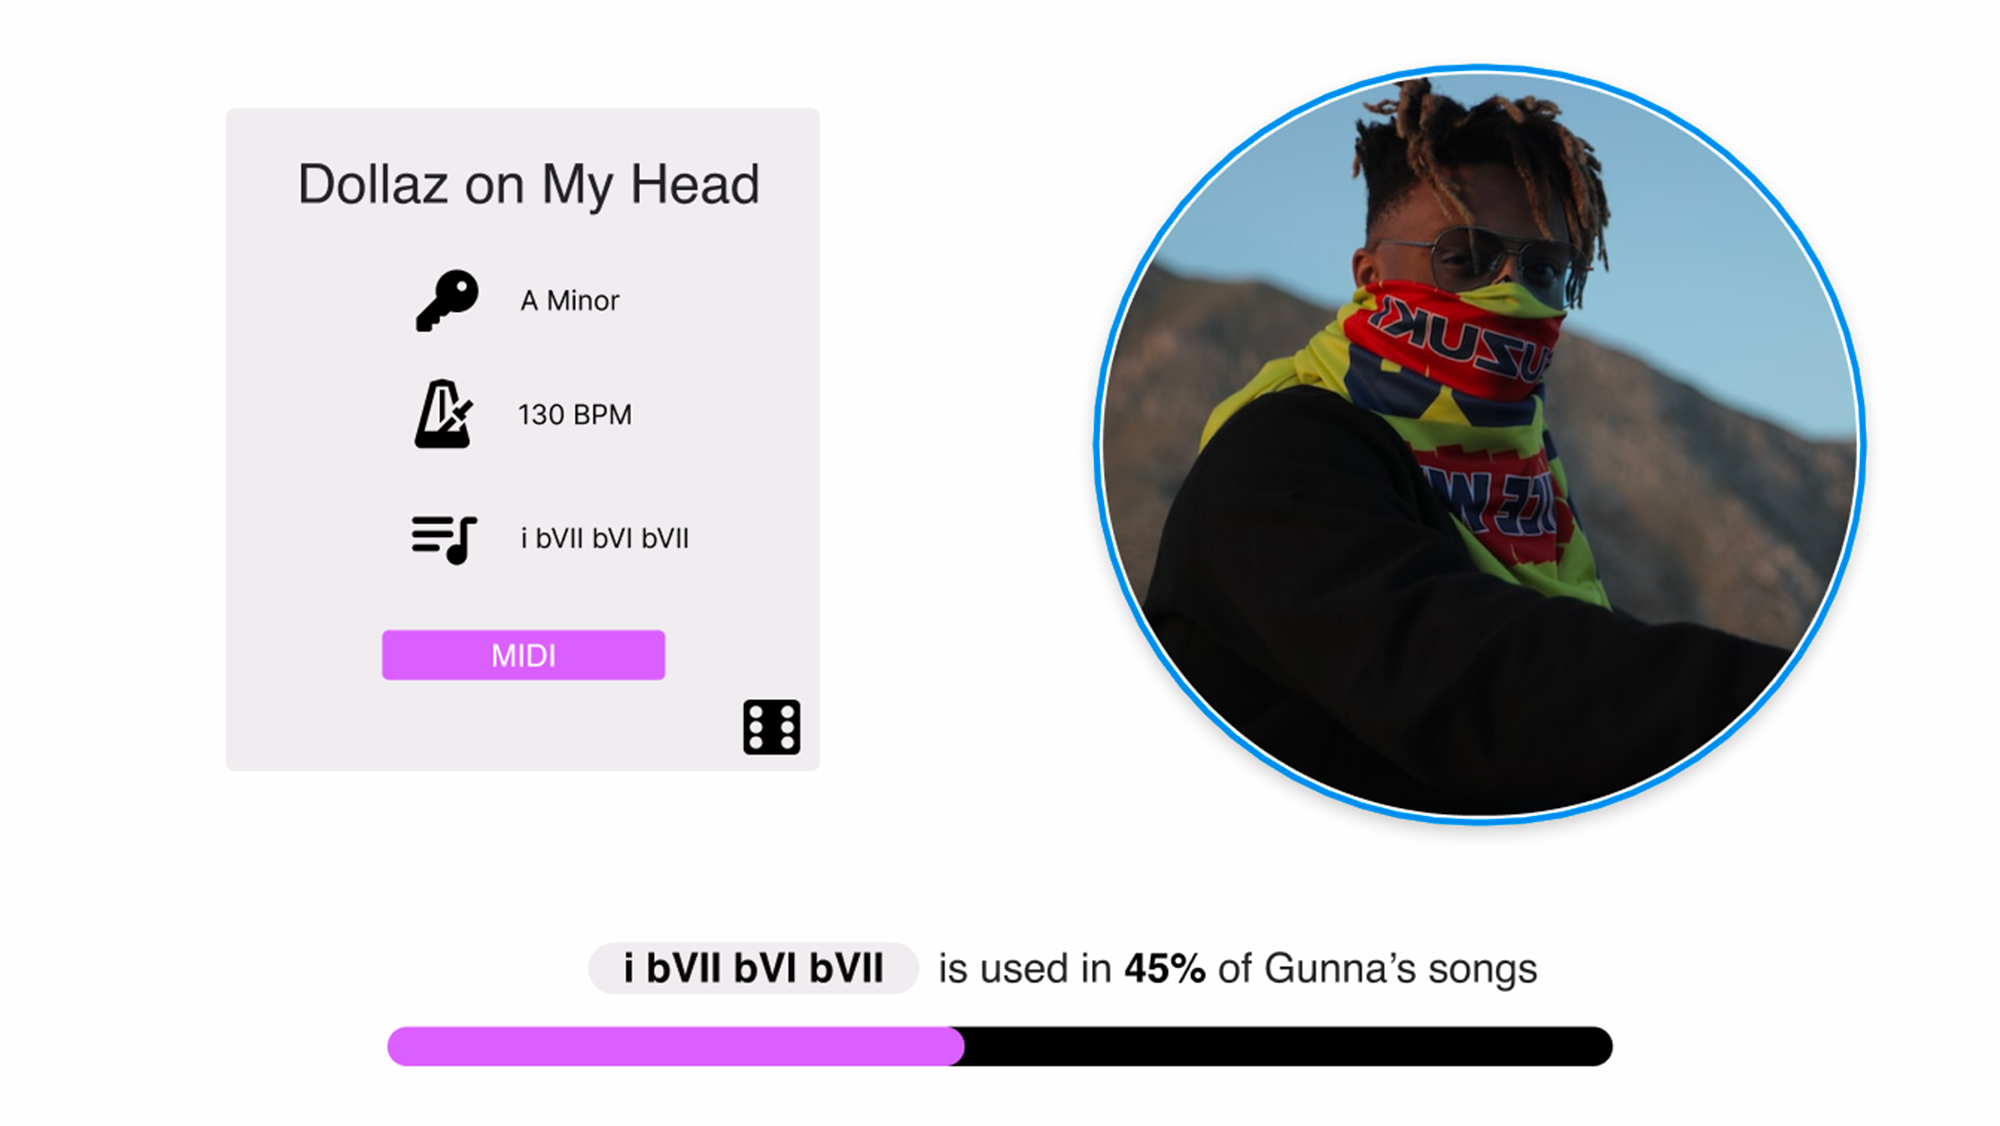 Dollaz on My Head
A Minor
130 BPM
i bVII bVI bVII
MIDI
i bVII bVI bVII is used in 45% of Gunna’s songs